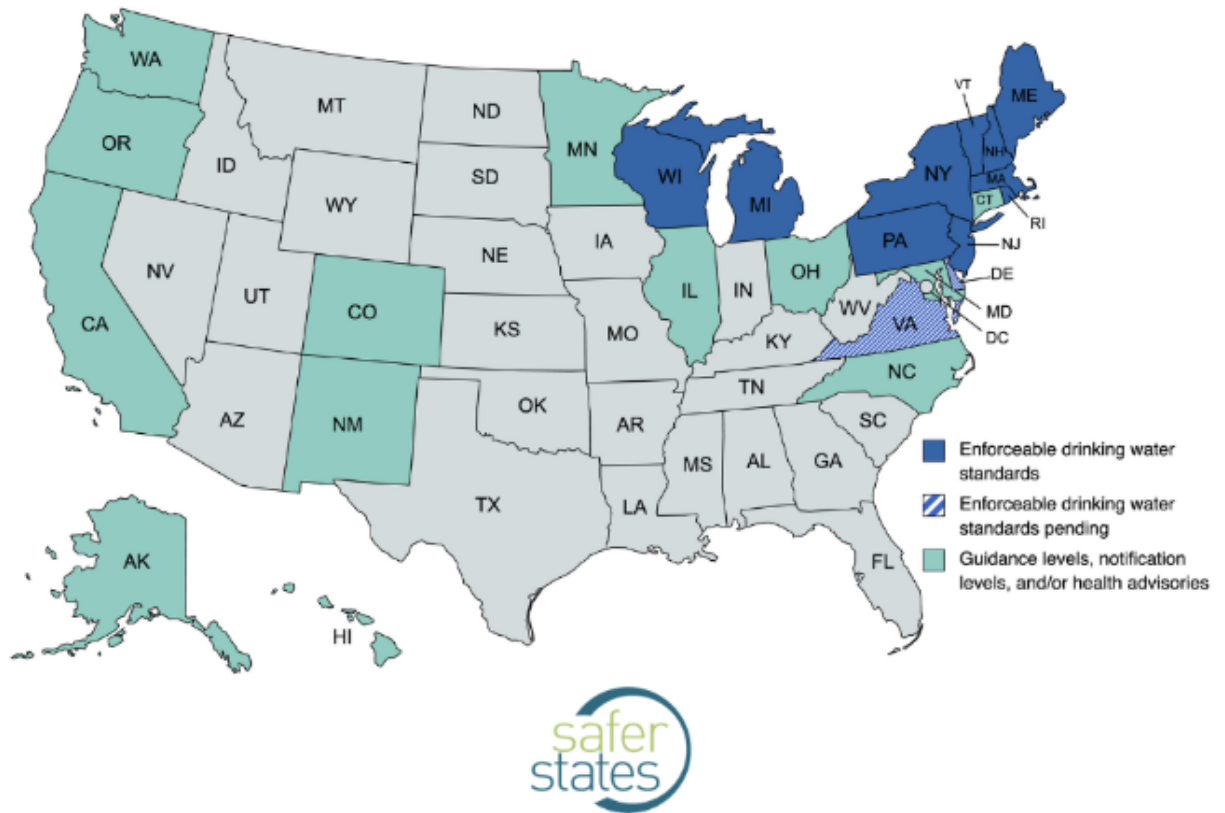 WA
MT
ND
VT
ME
OR
MN
ID
SD
WI
NY
NH
MA
WY
MI
CT
RI
IA
PA
NJ
NE
NV
OH
DE
UT
IL
IN
CA
CO
WV
MD
KS
MO
VA
DC
KY
NC
TN
OK
AZ
NM
AR
SC
MS
AL
GA
TX
LA
FL
AK
HI
Enforceable drinking water
standards
Enforceable drinking water
standards pending
Guidance levels, notification
levels, and/or health advisories
safer
states